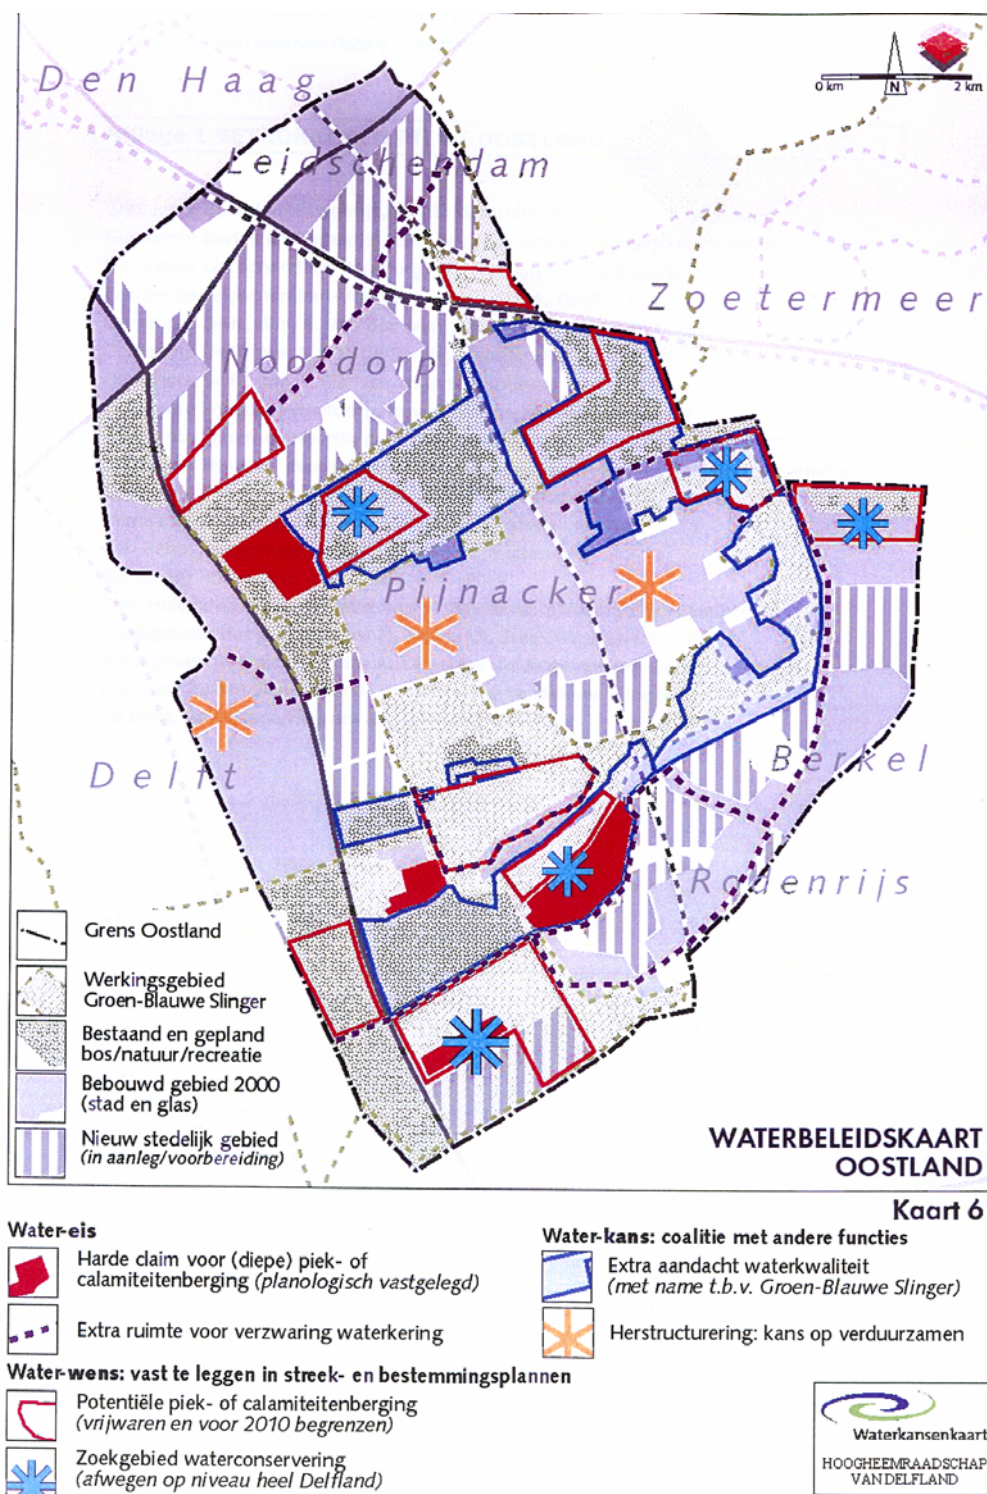 Den Haag
0 km
N
2 km
Leidschendam
Zoetermeer
Nootdorp
Pijnacker
Delft
Berkel
Rodenrijs
Grens Oostland
Werkingsgebied
Groen-Blauwe Slinger
Bestaand en gepland
bos/natuur/recreatie
Bebouwd gebied 2000
(stad en glas)
Nieuw stedelijk gebied
(in aanleg/voorbereiding)
WATERBELEIDSKAART
OOSTLAND
Kaart 6
Water-eis
Harde claim voor (diepe) piek- of
calamiteitenberging (planologisch vastgelegd)
Extra ruimte voor verzwaring waterkering
Water-wens: vast te leggen in streek- en bestemmingsplannen
Potentiële piek- of calamiteitenberging
(vrijwaren en voor 2010 begrenzen)
Zoekgebied waterconservering
(afwegen op niveau heel Delfland)
Water-kans: coalitie met andere functies
Extra aandacht waterkwaliteit
(met name t.b.v. Groen-Blauwe Slinger)
Herstructurering: kans op verduurzamen
Waterkansenkaart
HOOGHEEMRAADSCHAP
VAN DELFLAND